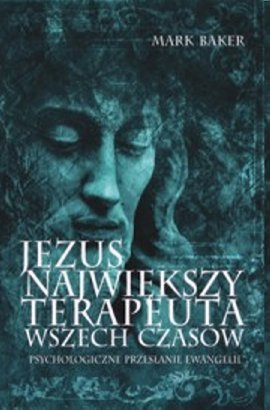 MARK BAKER
JEZUS
NAJWIĘKSZY
TERAPEUTA
WSZECH CZASÓW
PSYCHOLOGICZNE PRZESŁANIE EWANGELII